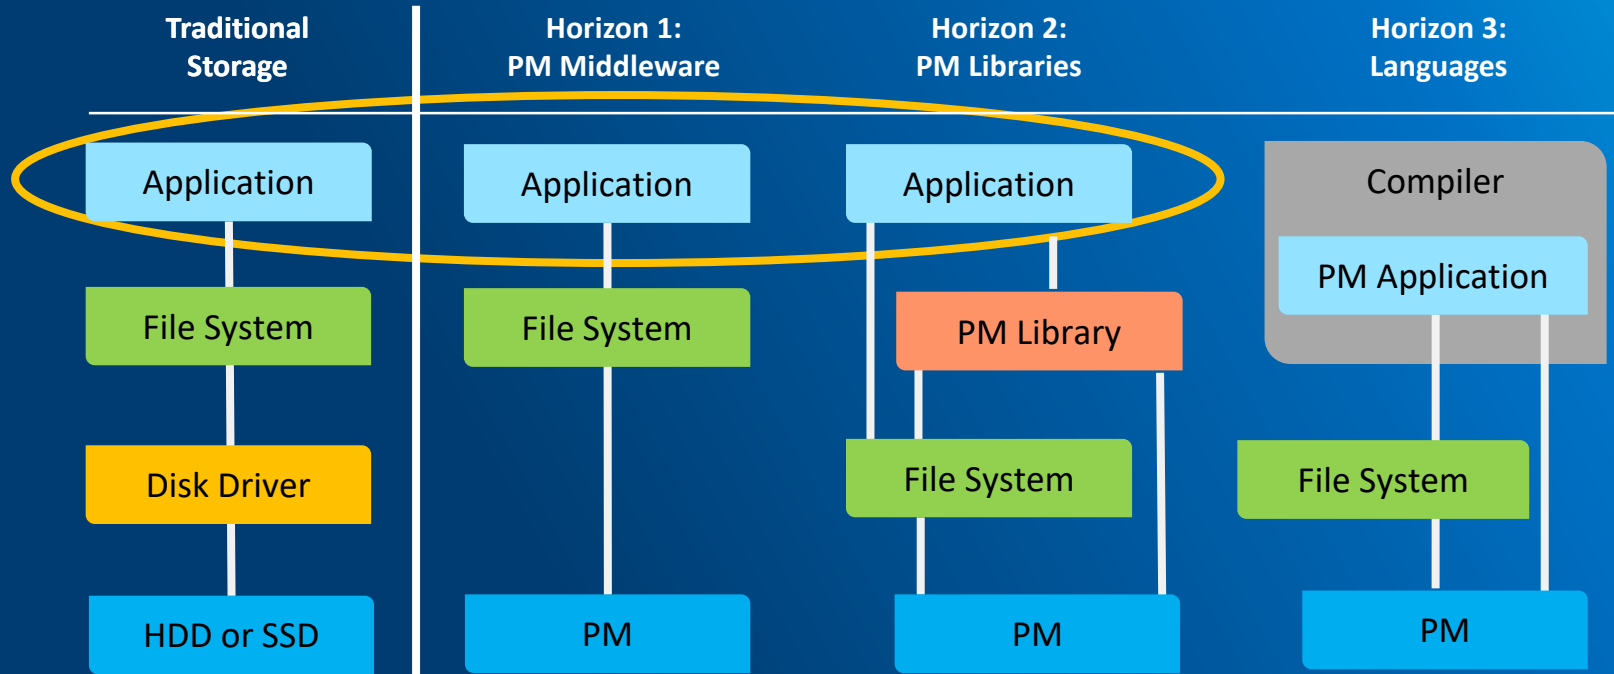 Traditional
Storage
Horizon 1:
PM Middleware
Horizon 2:
PM Libraries
Horizon 3:
Languages
Application
File System
Disk Driver
HDD or SSD
Application
File System
PM
Application
PM Library
File System
PM
Compiler
PM Application
File System
PM